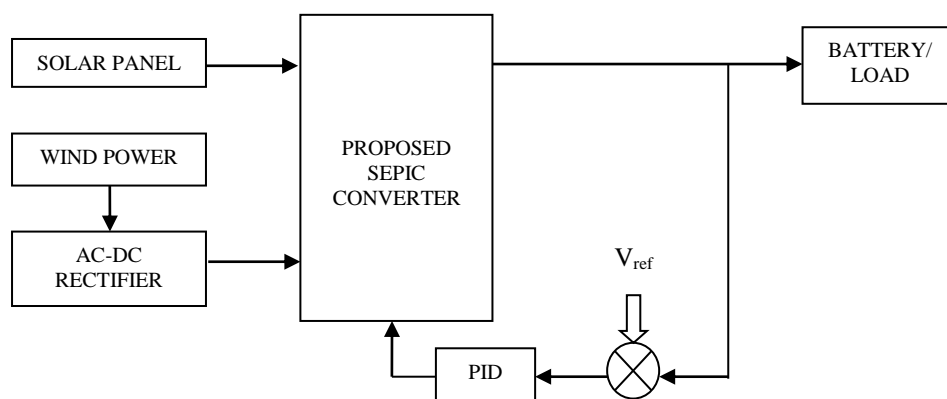 SOLAR PANEL
WIND POWER
AC-DC
RECTIFIER
PROPOSED
SEPIC
CONVERTER
BATTERY/
LOAD
Vref
PID